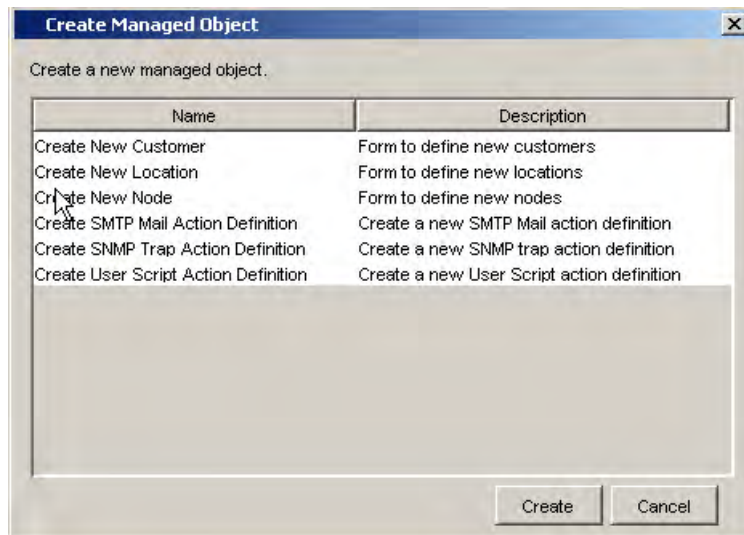 Create Managed Object
Create a new managed object.
Name Description
Create New Customer Form to define new customers
Create New Location Form to define new locations
Create New Node Form to define new nodes
Create SMTP Mail Action Definition Create a new SMTP Mail action definition
Create SNMP Trap Action Definition Create a new SNMP trap action definition
Create User Script Action Definition Create a new User Script action definition
Create Cancel